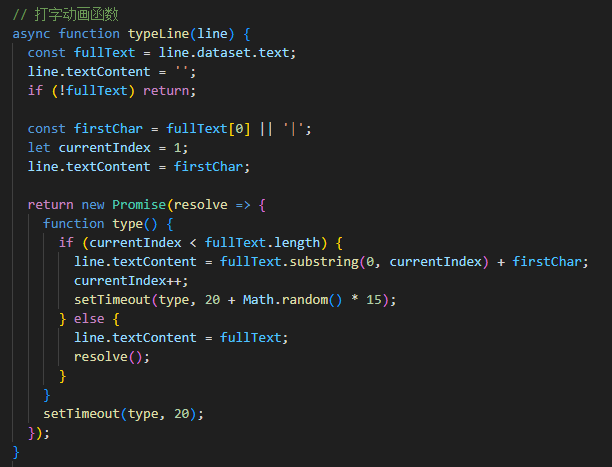 // 打字动画函数
async function typeLine(line) {
  const fullText = line.dataset.text;
  line.textContent = '';
  if (!fullText) return;

  const firstChar = fullText[0] || '|';
  let currentIndex = 1;
  line.textContent = firstChar;

  return new Promise(resolve => {
    function type() {
      if (currentIndex < fullText.length) {
        line.textContent = fullText.substring(0, currentIndex) + firstChar;
        currentIndex++;
        setTimeout(type, 20 + Math.random() * 15);
      } else {
        line.textContent = fullText;
        resolve();
      }
    }
    setTimeout(type, 20);
  });
}